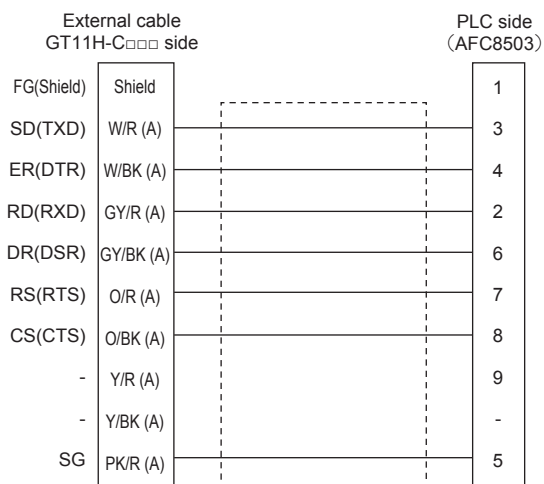 External cable
GT11H-C□□□ side
PLC side
(AFC8503)
FG(Shield) Shield 1
SD(TXD) W/R (A) 3
ER(DTR) W/BK (A) 4
RD(RXD) GY/R (A) 2
DR(DSR) GY/BK (A) 6
RS(RTS) O/R (A) 7
CS(CTS) O/BK (A) 8
- Y/R (A) 9
- Y/BK (A) -
SG PK/R (A) 5